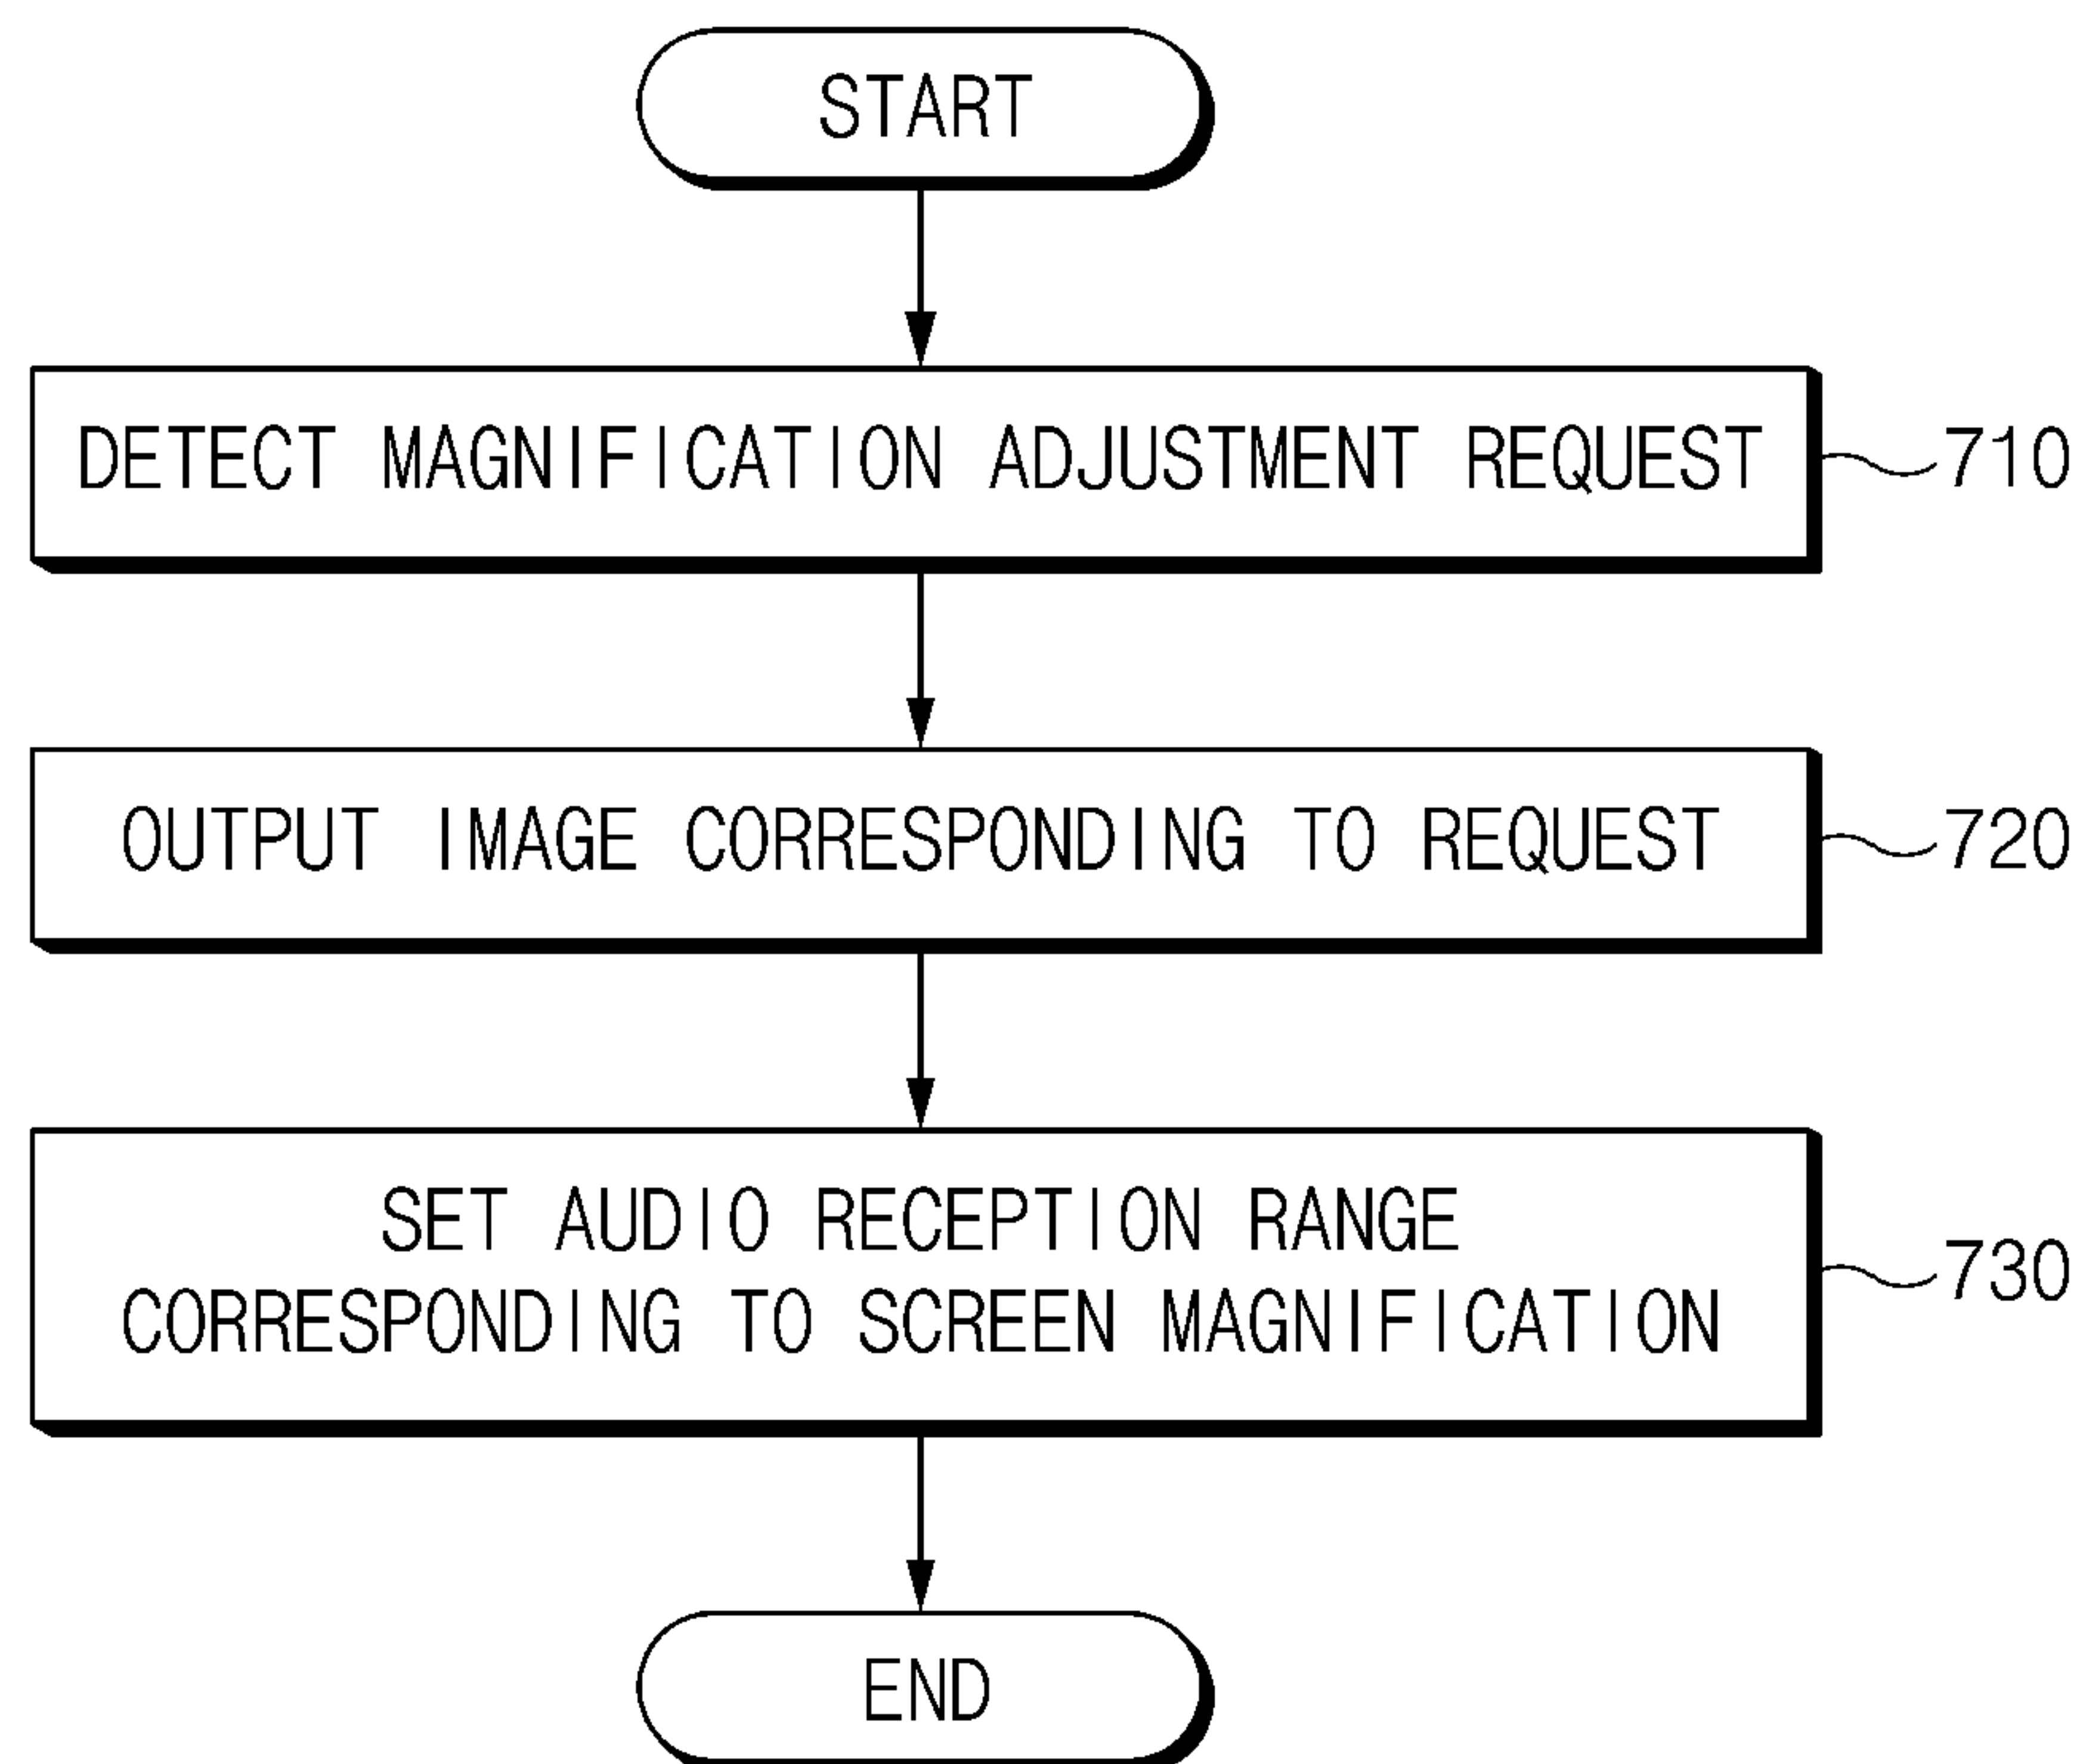 START
DETECT MAGNIFICATION ADJUSTMENT REQUEST
710
OUTPUT IMAGE CORRESPONDING TO REQUEST
720
SET AUDIO RECEPTION RANGE
CORRESPONDING TO SCREEN MAGNIFICATION
730
END